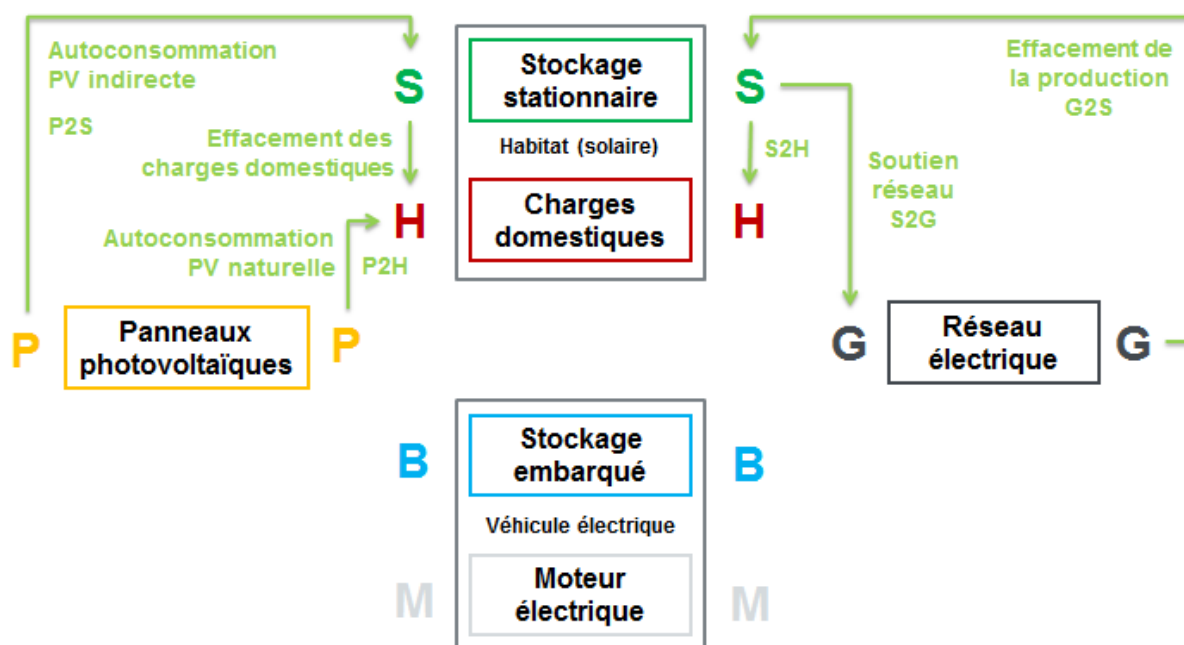 Autoconsommation
PV indirecte
P2S
S
Effacement des
charges domestiques
H
Autoconsommation
PV naturelle
P2H
P
Panneaux
photovoltaïques
P
Stockage
stationnaire
Habitat (solaire)
Charges
domestiques
S
S2H
H
Effacement de
la production
G2S
Soutien
réseau
S2G
G
Réseau
électrique
G
B
Stockage
embarqué
B
Véhicule électrique
M
Moteur
électrique
M